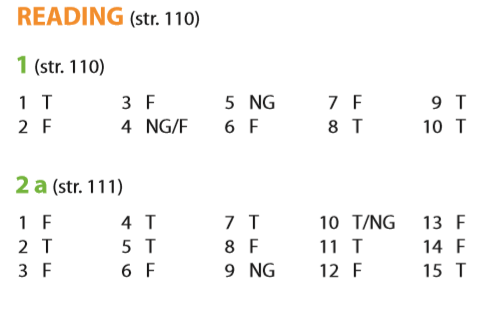 READING (str. 110)
1 (str. 110)
1 T 3 F 5 NG 7 F 9 T
2 F 4 NG/F 6 F 8 T 10 T
2 a (str. 111)
1 F 4 T 7 T 10 T/NG 13 F
2 T 5 T 8 F 11 T 14 F
3 F 6 F 9 NG 12 F 15 T